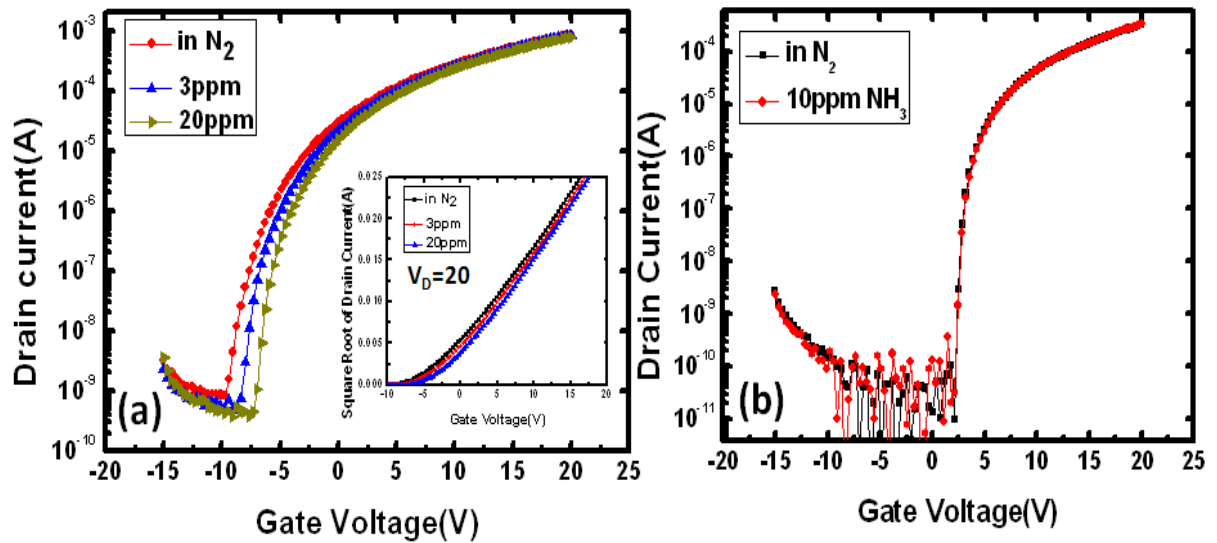 (a)
Drain current(A)
10⁻³
10⁻⁴
10⁻⁵
10⁻⁶
10⁻⁷
10⁻⁸
10⁻⁹
10⁻¹⁰
in N₂
3ppm
20ppm
-20 -15 -10 -5 0 5 10 15 20 25
Gate Voltage(V)
Square Root of Drain Current(A)
0.025
0.020
0.015
0.010
0.005
0.000
in N₂
3ppm
20ppm
V_D=20
-10 -5 0 5 10 15 20
Gate Voltage(V)
(b)
Drain Current(A)
10⁻⁴
10⁻⁵
10⁻⁶
10⁻⁷
10⁻⁸
10⁻⁹
10⁻¹⁰
10⁻¹¹
in N₂
10ppm NH₃
-20 -15 -10 -5 0 5 10 15 20 25
Gate Voltage(V)